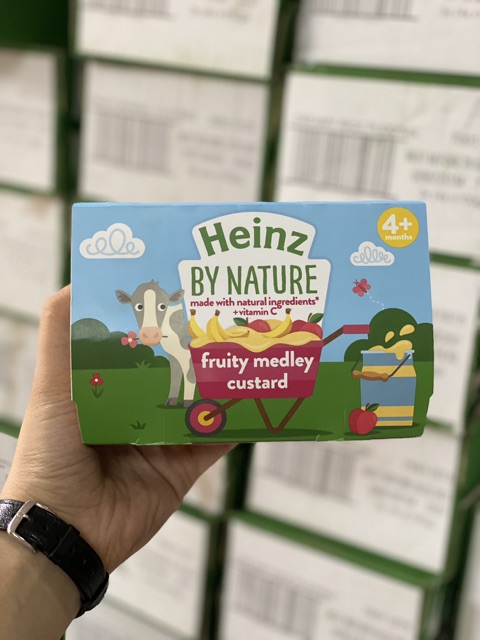 Heinz
4+
months
BY NATURE
made with natural ingredients*
+vitamin C
fruity medley
custard